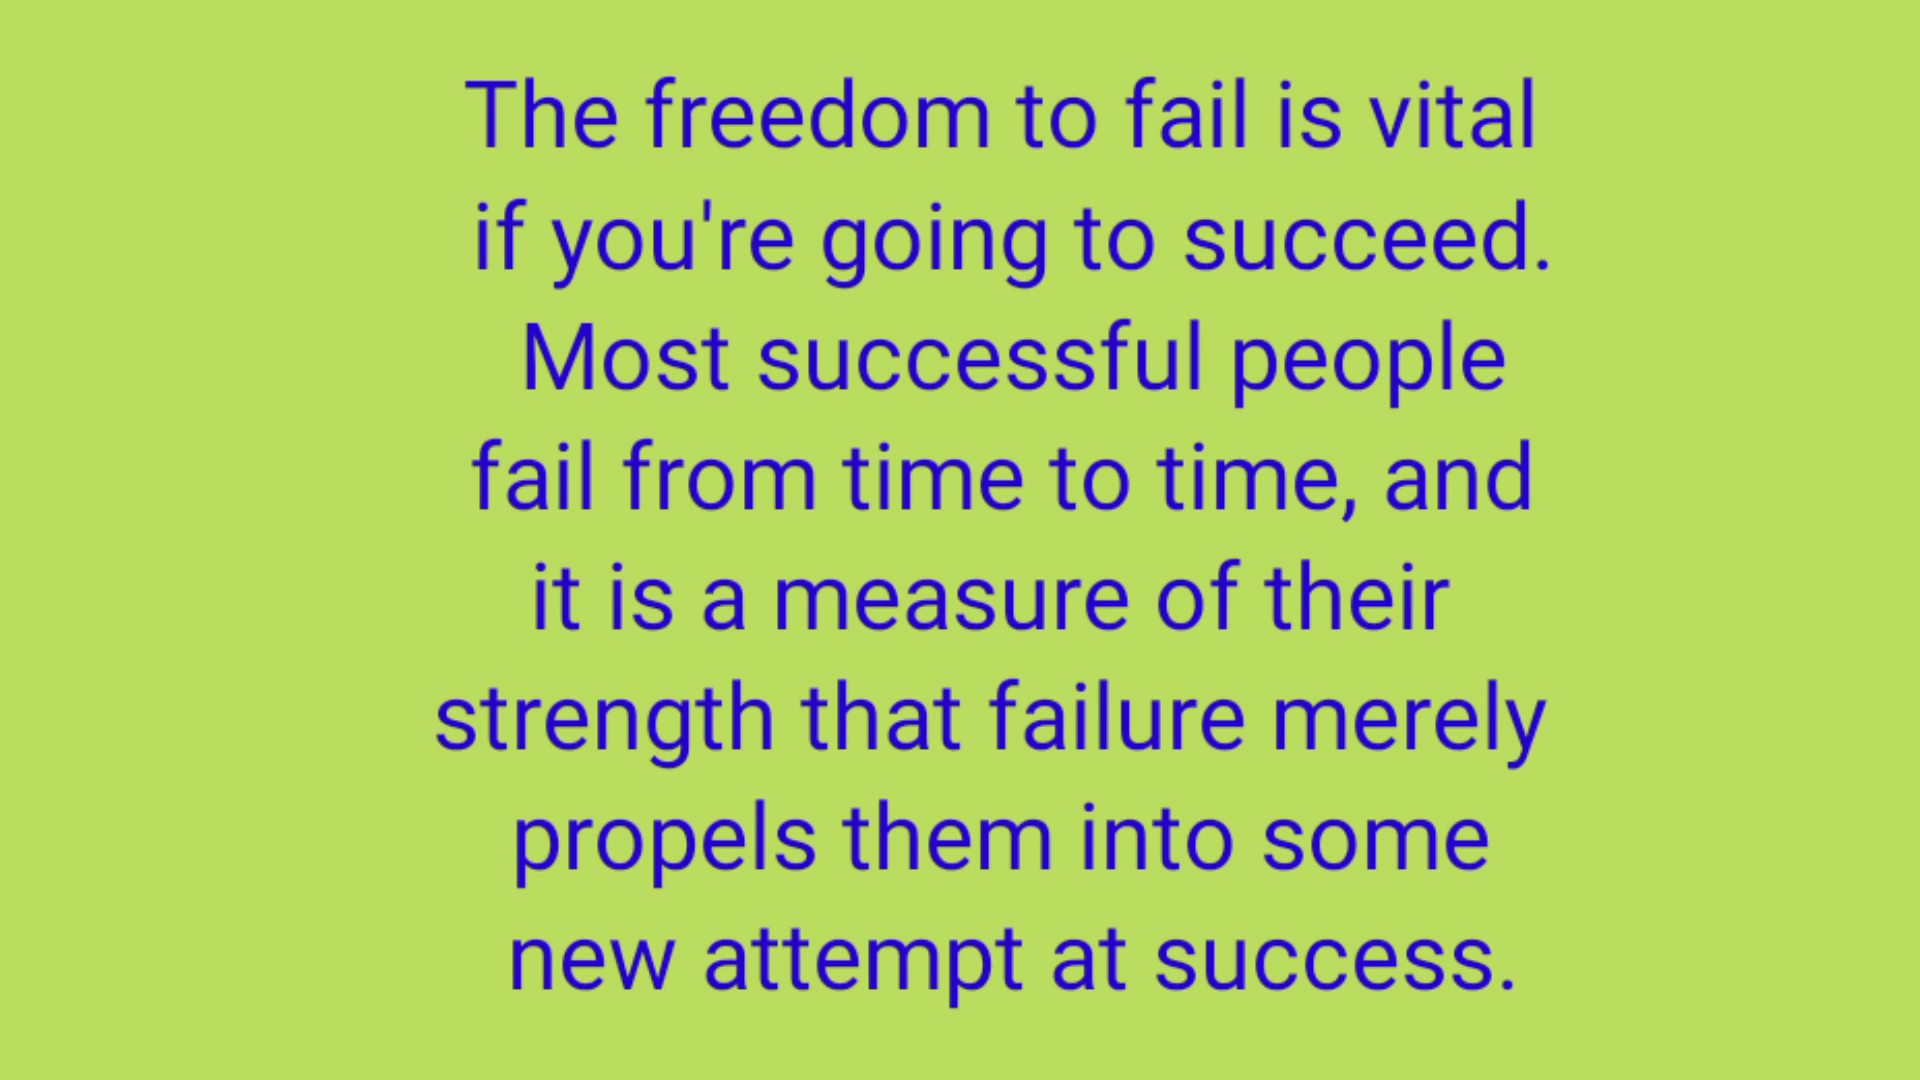 The freedom to fail is vital
if you're going to succeed.
Most successful people
fail from time to time, and
it is a measure of their
strength that failure merely
propels them into some
new attempt at success.